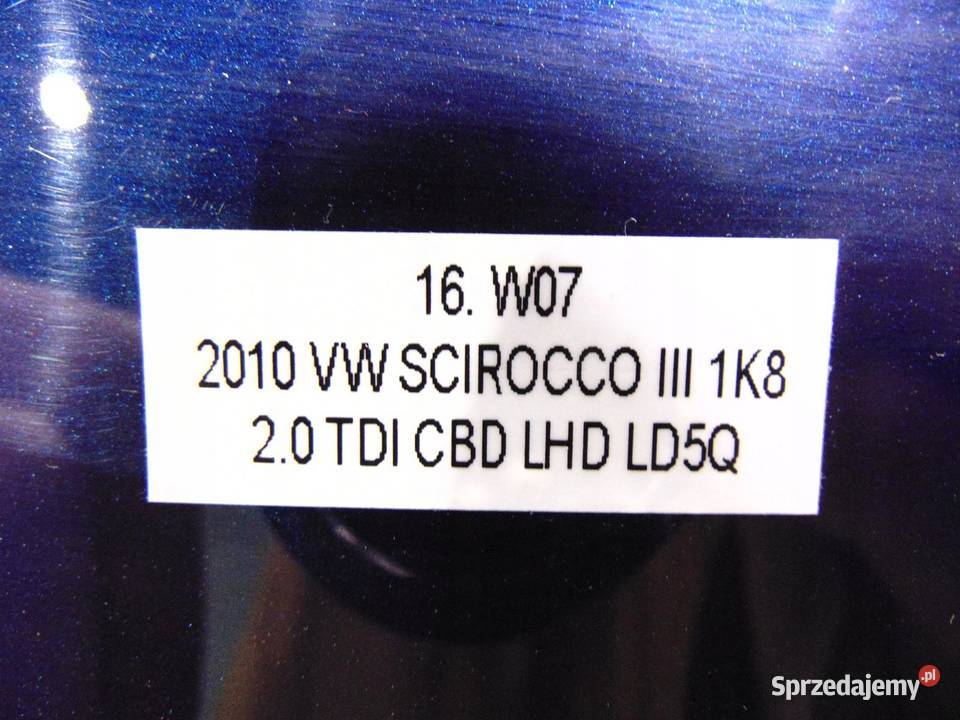 16. W07
2010 VW SCIROCCO III 1K8
2.0 TDI CBD LHD LD5Q
Sprzedajemy.pl